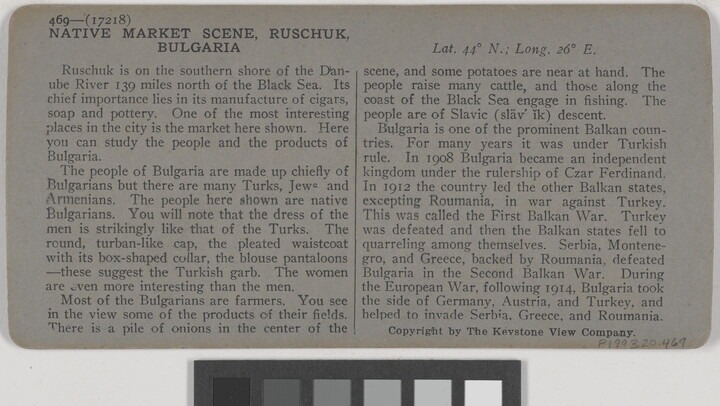 469—(17218)
NATIVE MARKET SCENE, RUSCHUK,
BULGARIA
Lat. 44° N.; Long. 26° E.
Ruschuk is on the southern shore of the Dan-
ube River 139 miles north of the Black Sea. Its
chief importance lies in its manufacture of cigars,
soap and pottery. One of the most interesting
places in the city is the market here shown. Here
you can study the people and the products of
Bulgaria.
The people of Bulgaria are made up chiefly of
Bulgarians but there are many Turks, Jews and
Armenians. The people here shown are native
Bulgarians. You will note that the dress of the
men is strikingly like that of the Turks. The
round, turban-like cap, the pleated waistcoat
with its box-shaped collar, the blouse pantaloons
—these suggest the Turkish garb. The women
are even more interesting than the men.
Most of the Bulgarians are farmers. You see
in the view some of the products of their fields.
There is a pile of onions in the center of the
scene, and some potatoes are near at hand. The
people raise many cattle, and those along the
coast of the Black Sea engage in fishing. The
people are of Slavic (släv' ĭk) descent.
Bulgaria is one of the prominent Balkan coun-
tries. For many years it was under Turkish
rule. In 1908 Bulgaria became an independent
kingdom under the rulership of Czar Ferdinand.
In 1912 the country led the other Balkan states,
excepting Roumania, in war against Turkey.
This was called the First Balkan War. Turkey
was defeated and then the Balkan states fell to
quarreling among themselves. Serbia, Montene-
gro, and Greece, backed by Roumania, defeated
Bulgaria in the Second Balkan War. During
the European War, following 1914, Bulgaria took
the side of Germany, Austria, and Turkey, and
helped to invade Serbia, Greece, and Roumania.
Copyright by The Keystone View Company.
P1993.20.469